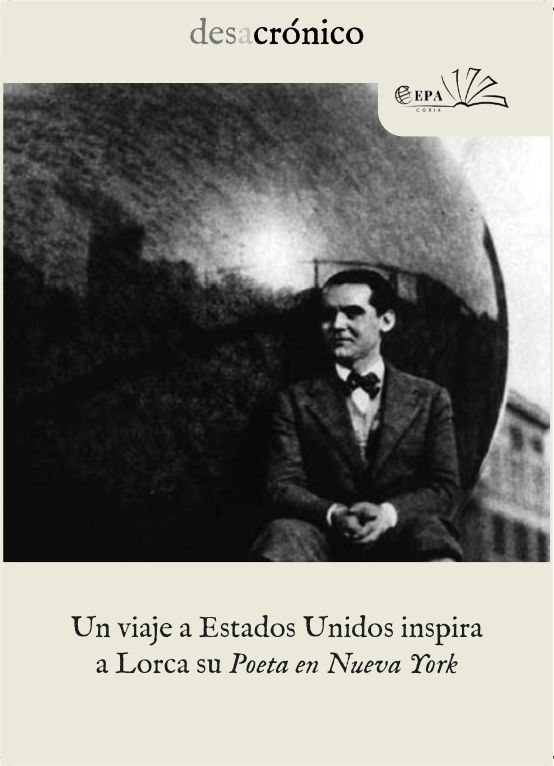 desacrónico
EPA
CORIA
Un viaje a Estados Unidos inspira
a Lorca su Poeta en Nueva York